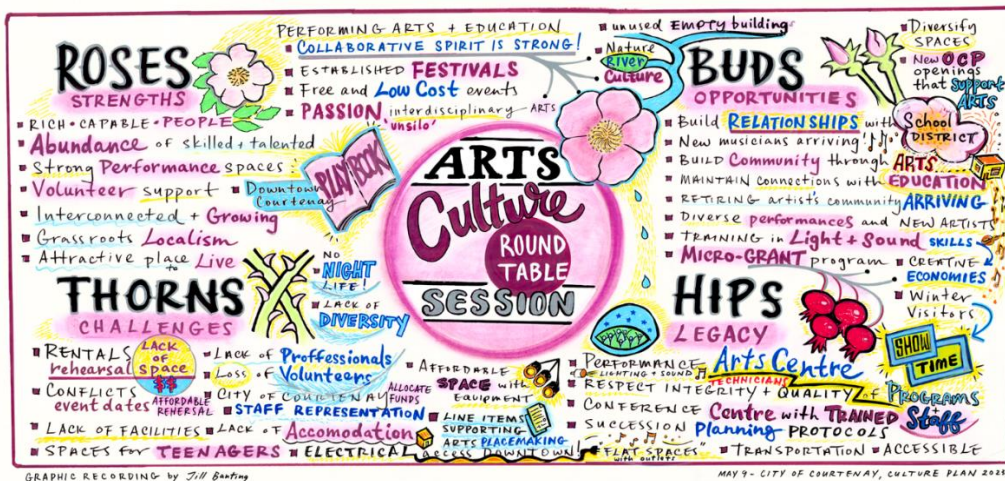 ROSES
STRENGTHS
RICH • CAPABLE • PEOPLE
Abundance of skilled + talented
Strong Performance spaces
Volunteer support
Interconnected + Growing
Grassroots Localism
Attractive place to Live
PERFORMING ARTS + EDUCATION
COLLABORATIVE SPIRIT IS STRONG!
ESTABLISHED FESTIVALS
Free and Low Cost events
PASSION interdisciplinary ARTS
'unsilo'
Downtown Courtenay
PLAY BOOK
ARTS
Culture
ROUND
TABLE
SESSION
unused EMPTY buildings
Nature
River
Culture
BUDS
OPPORTUNITIES
Diversify
SPACES
New OCP
openings
that support
ARTS
Build RELATIONSHIPS with
School
DISTRICT
New musicians arriving!
BUILD Community through ARTS
MAINTAIN connections with EDUCATION
RETIRING artist's community ARRIVING
Diverse performances and NEW ARTISTS
TRAINING in Light + Sound SKILLS
MICRO-GRANT program
CREATIVE
ECONOMIES
Winter
Visitors
THORNS
CHALLENGES
NO
NIGHT
LIFE!
LACK OF
DIVERSITY
RENTALS
rehearsal
LACK
of
Space
$$
AFFORDABLE
REHERSAL
CONFLICTS
event dates
LACK OF FACILITIES
SPACES for TEENAGERS
LACK OF Proffessionals
Loss of Volunteers
CITY OF COURTENAY
STAFF REPRESENTATION
LACK OF Accomodation
ELECTRICAL access DOWNTOWN!
HIPS
LEGACY
AFFORDABLE
SPACE with
Equipment
ALLOCATE
FUNDS
LINE ITEMS
SUPPORTING
ARTS PLACEMAKING
PERFORMANCE Arts Centre
LIGHTING + SOUND TECHNICIANS
RESPECT INTEGRITY + QUALITY of PROGRAMS
CONFERENCE Centre with TRAINED Staff
SUCCESSION Planning PROTOCOLS
"FLAT SPACES"
with outlets
TRANSPORTATION
ACCESSIBLE
SHOW
TIME
GRAPHIC RECORDING by Jill Banting
MAY 9 - CITY OF COURTENAY, CULTURE PLAN